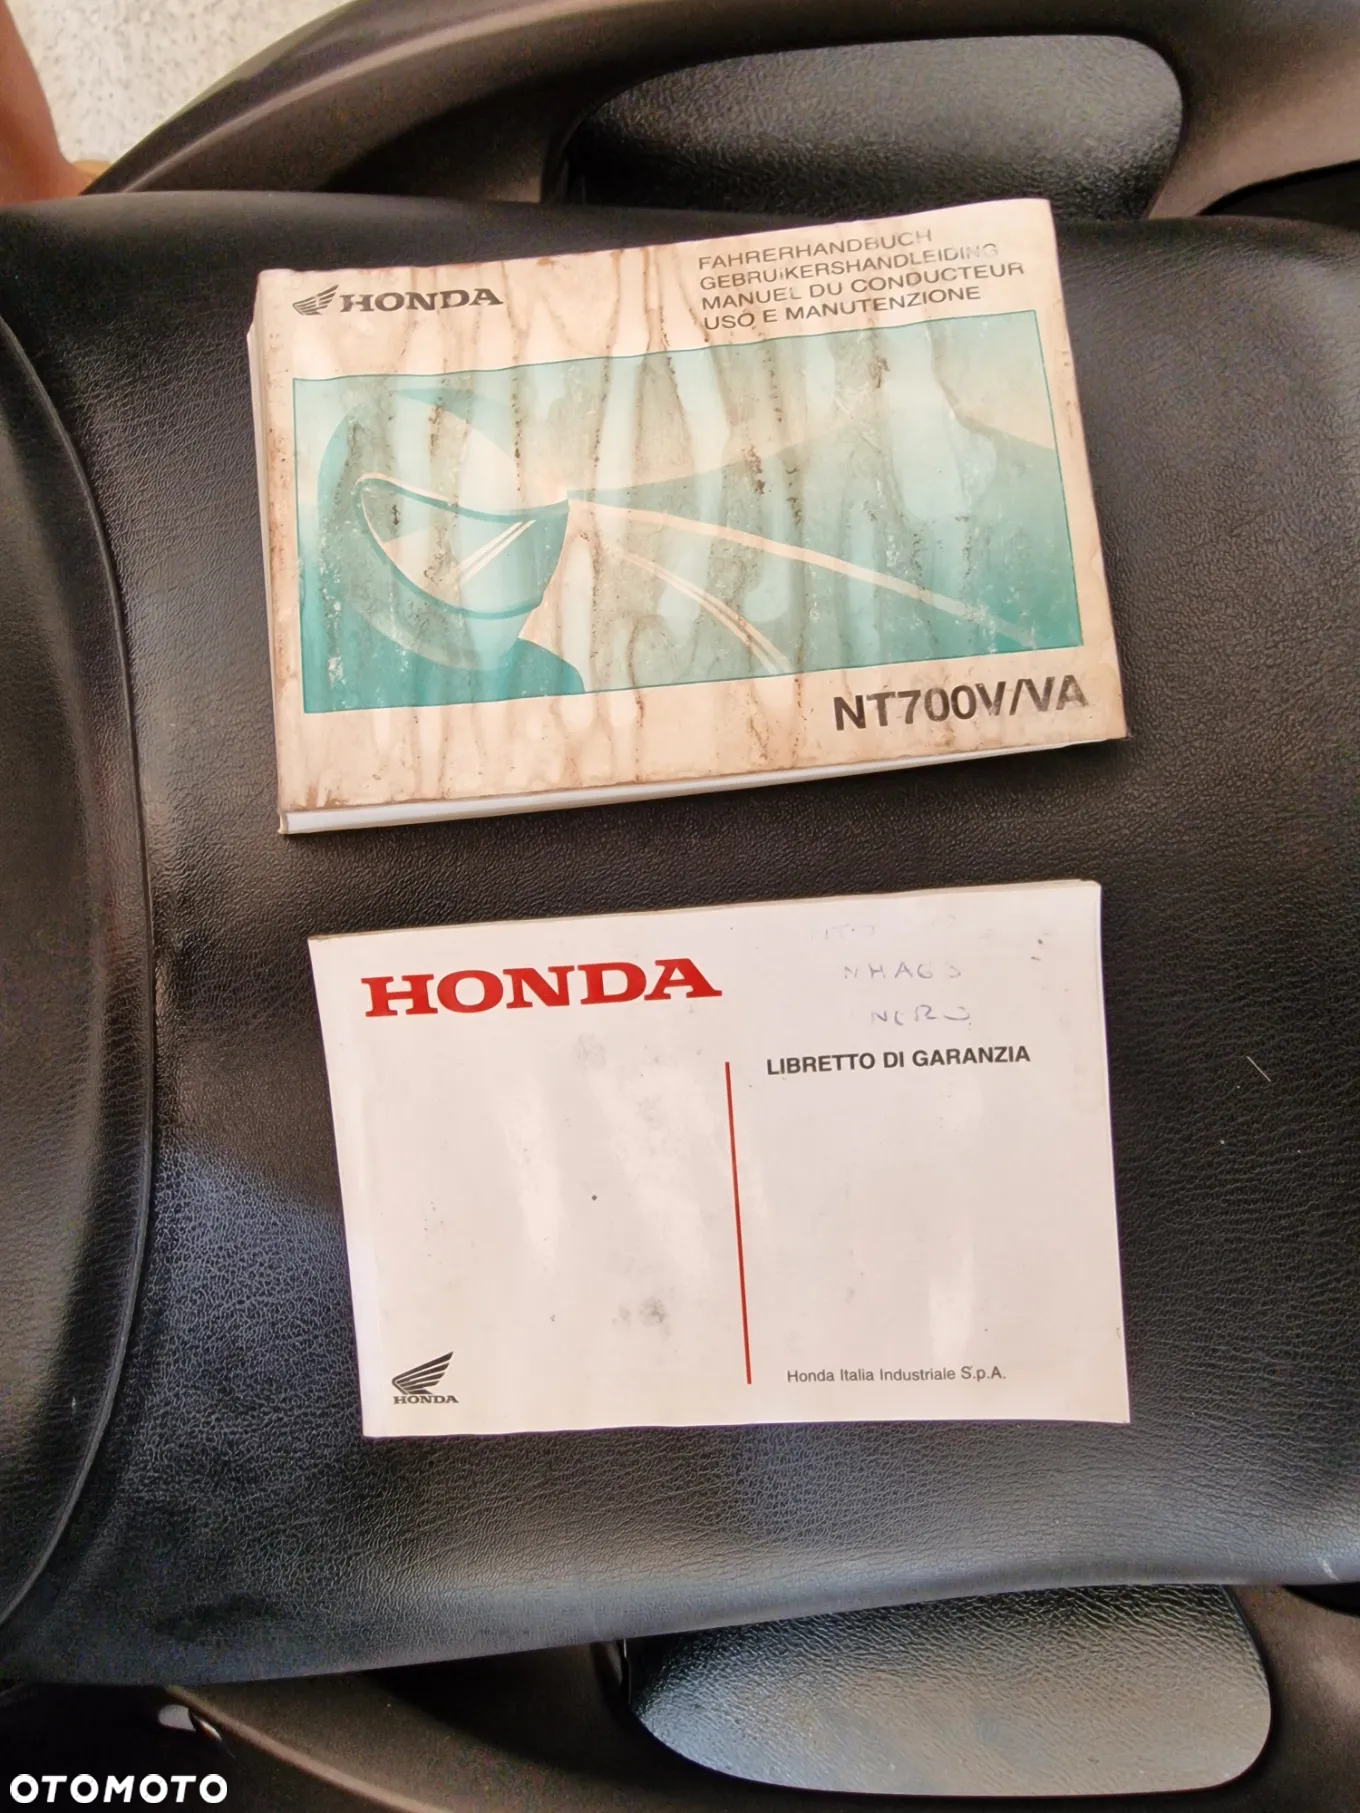 HONDA
FAHRERHANDBUCH
GEBRUIKERSHANDLEIDING
MANUEL DU CONDUCTEUR
USO E MANUTENZIONE
NT700V/VA
HONDA
LIBRETTO DI GARANZIA
Honda Italia Industriale S.p.A.
HONDA
OTOMOTO